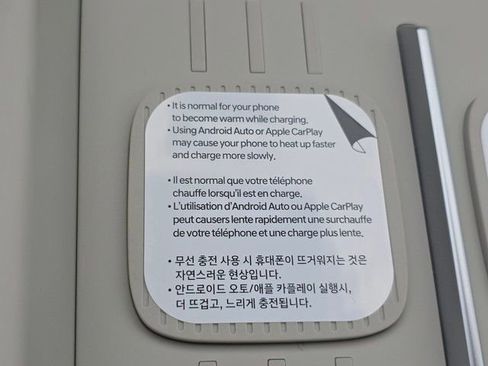 • It is normal for your phone
to become warm while charging.
• Using Android Auto or Apple CarPlay
may cause your phone to heat up faster
and charge more slowly.
• Il est normal que votre téléphone
chauffe lorsqu'il est en charge.
• L'utilisation d'Android Auto ou Apple CarPlay
peut causers lente rapidement une surchauffe
de votre téléphone et une charge plus lente.
• 무선 충전 사용 시 휴대폰이 뜨거워지는 것은
자연스러운 현상입니다.
• 안드로이드 오토/애플 카플레이 실행시,
더 뜨겁고, 느리게 충전됩니다.